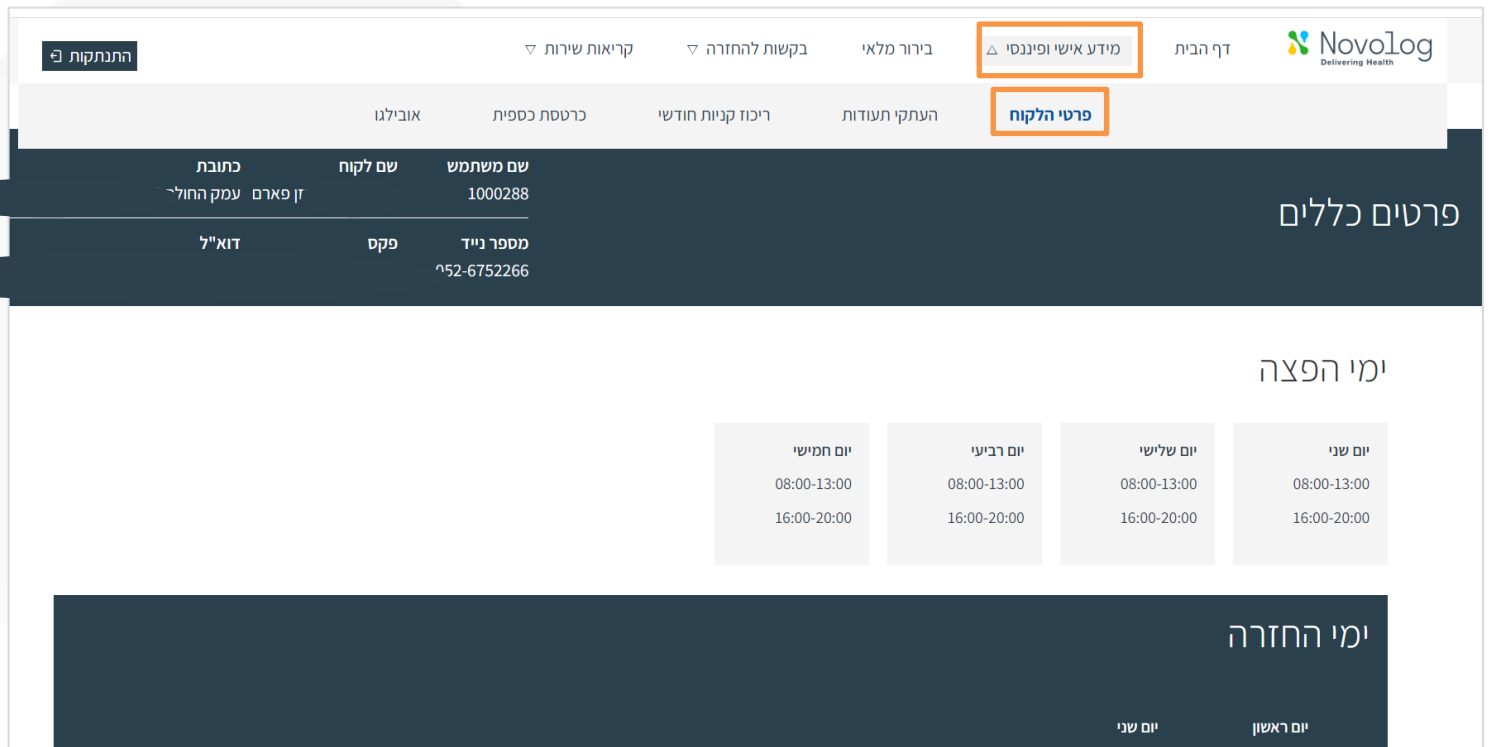 Novolog
Delivering Health
דף הבית
מידע אישי ופיננסי
בירור מלאי
בקשות להחזרה
קריאות שירות
התנתקות
פרטי הלקוח
העתקי תעודות
ריכוז קניות חודשי
כרטסת כספית
אובילגו
פרטים כללים
שם משתמש שם לקוח כתובת
1000288 פארם עמק
מספר נייד פקס דוא"ל
52-6752266
ימי הפצה
יום שני יום שלישי יום רביעי יום חמישי
08:00-13:00 08:00-13:00 08:00-13:00 08:00-13:00
16:00-20:00 16:00-20:00 16:00-20:00 16:00-20:00
ימי החזרה
יום ראשון יום שני